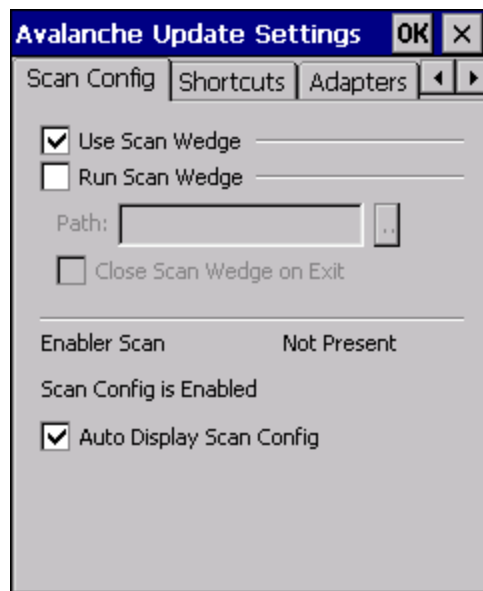 Avalanche Update Settings OK ×
Scan Config Shortcuts Adapters
Use Scan Wedge
Run Scan Wedge
Path: ..
Close Scan Wedge on Exit
Enabler Scan Not Present
Scan Config is Enabled
Auto Display Scan Config